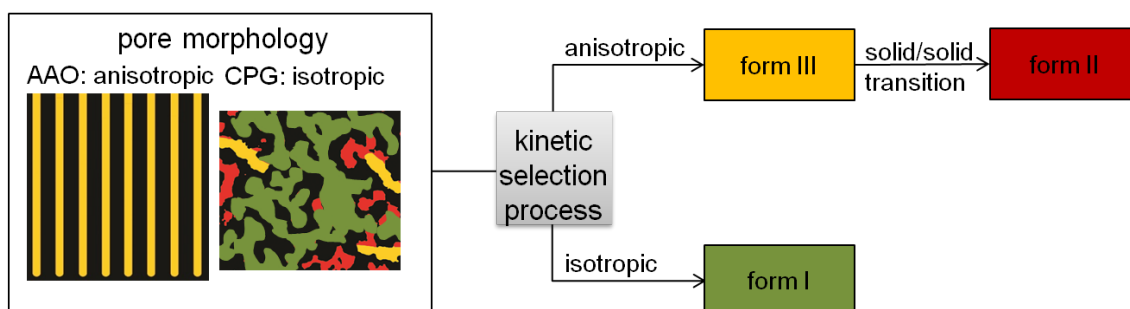 pore morphology
AAO: anisotropic CPG: isotropic
kinetic
selection
process
anisotropic
form III
solid/solid
transition
form II
isotropic
form I